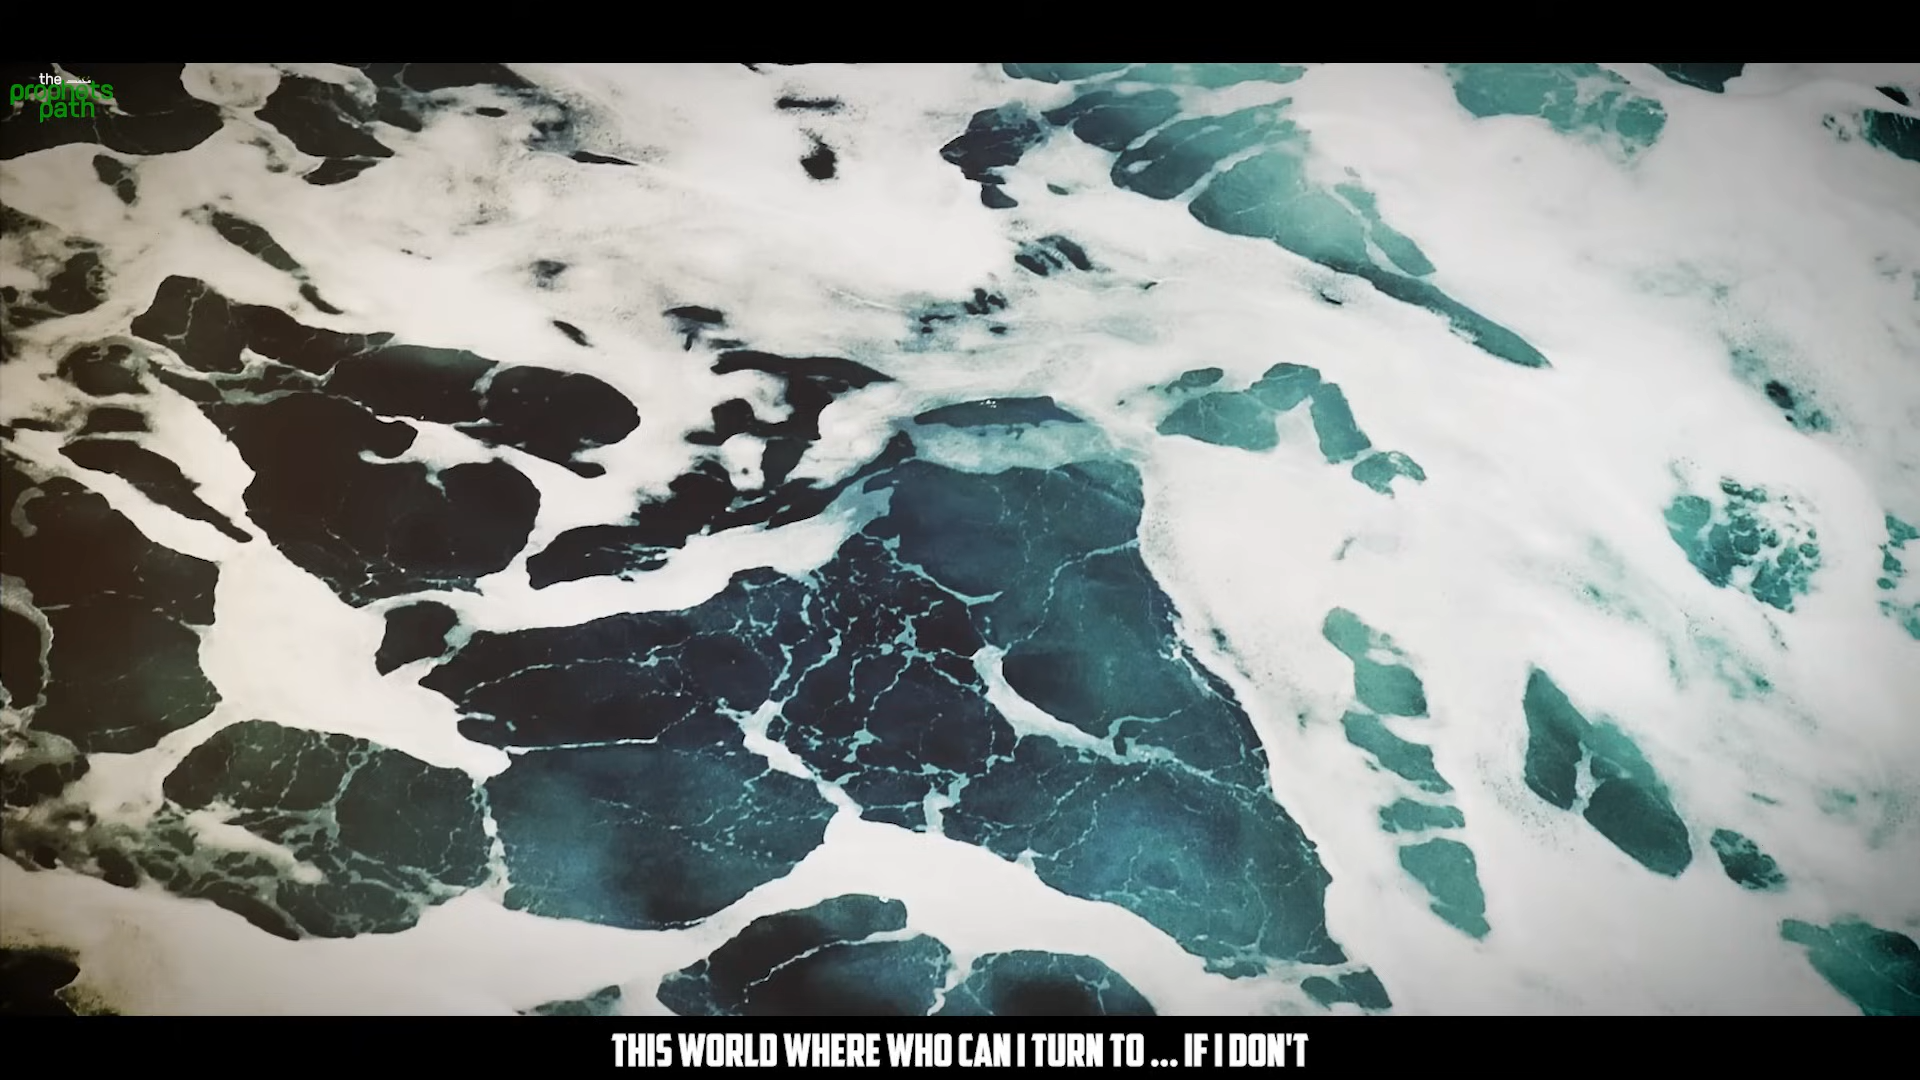 the
prophets
path
THIS WORLD WHERE WHO CAN I TURN TO ... IF I DON'T